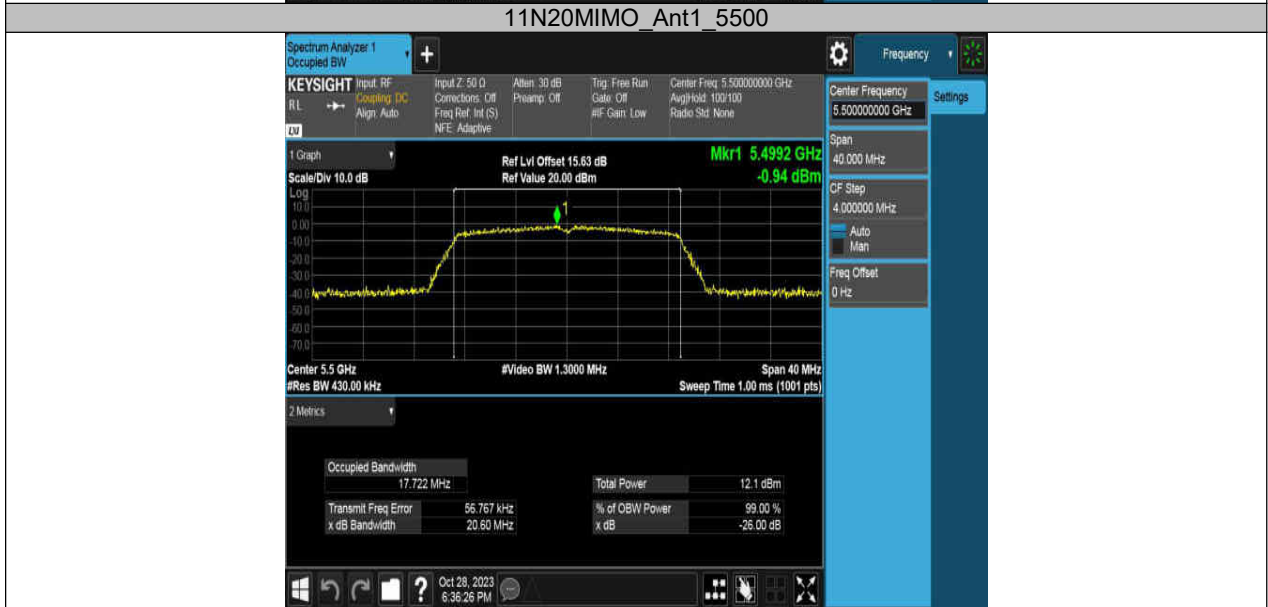 11N20MIMO_Ant1_5500
Spectrum Analyzer 1
Occupied BW
Frequency
KEYSIGHT
RL
LXI
Input: RF
Coupling: DC
Align: Auto
Input Z: 50 Ω
Corrections: Off
Freq Ref: Int (S)
NFE: Adaptive
Atten: 30 dB
Preamp: Off
Trig: Free Run
Gate: Off
#IF Gain: Low
Center Freq: 5.500000000 GHz
Avg|Hold: 100/100
Radio Std: None
Center Frequency
5.500000000 GHz
Settings
Span
40.000 MHz
CF Step
4.000000 MHz
Auto
Man
Freq Offset
0 Hz
1 Graph
Ref Lvl Offset 15.63 dB
Mkr1 5.4992 GHz
Scale/Div 10.0 dB
Ref Value 20.00 dBm
-0.94 dBm
Log
10.0
0.00
-10.0
-20.0
-30.0
-40.0
-50.0
-60.0
-70.0
1
Center 5.5 GHz
#Video BW 1.3000 MHz
Span 40 MHz
#Res BW 430.00 kHz
Sweep Time 1.00 ms (1001 pts)
2 Metrics
Occupied Bandwidth
17.722 MHz
Total Power 12.1 dBm
Transmit Freq Error 56.767 kHz
% of OBW Power 99.00 %
x dB Bandwidth 20.60 MHz
x dB -26.00 dB
Oct 28, 2023
6:36:26 PM